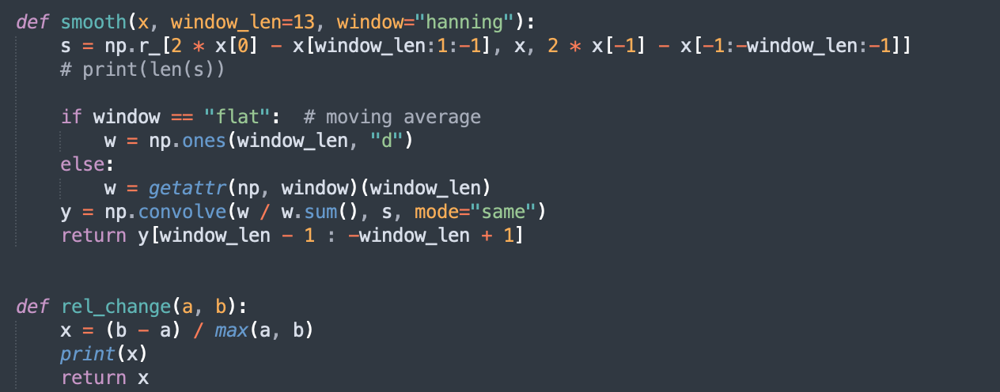 def smooth(x, window_len=13, window="hanning"):
    s = np.r_[2 * x[0] - x[window_len:1:-1], x, 2 * x[-1] - x[-1:-window_len:-1]]
    # print(len(s))

    if window == "flat":  # moving average
        w = np.ones(window_len, "d")
    else:
        w = getattr(np, window)(window_len)
    y = np.convolve(w / w.sum(), s, mode="same")
    return y[window_len - 1 : -window_len + 1]


def rel_change(a, b):
    x = (b - a) / max(a, b)
    print(x)
    return x